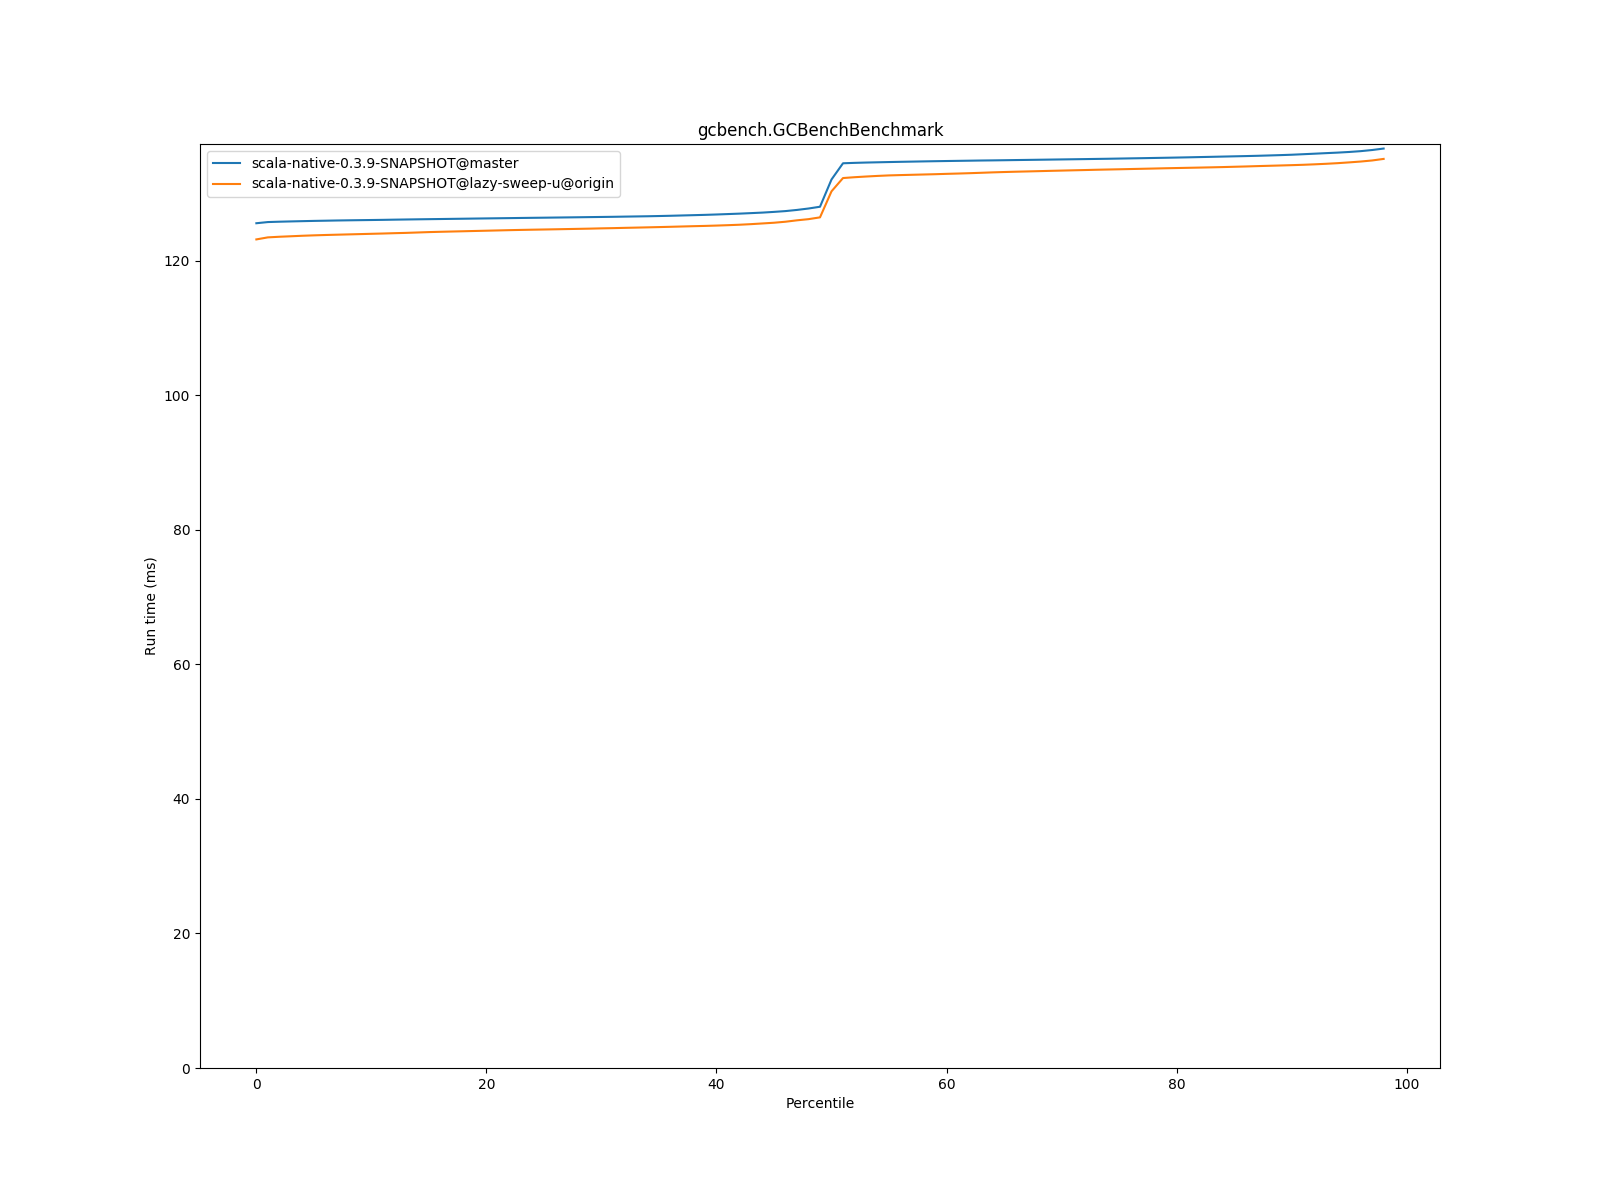 gcbench.GCBenchBenchmark
scala-native-0.3.9-SNAPSHOT@master
scala-native-0.3.9-SNAPSHOT@lazy-sweep-u@origin
120
100
80
60
40
20
0
Run time (ms)
0 20 40 60 80 100
Percentile